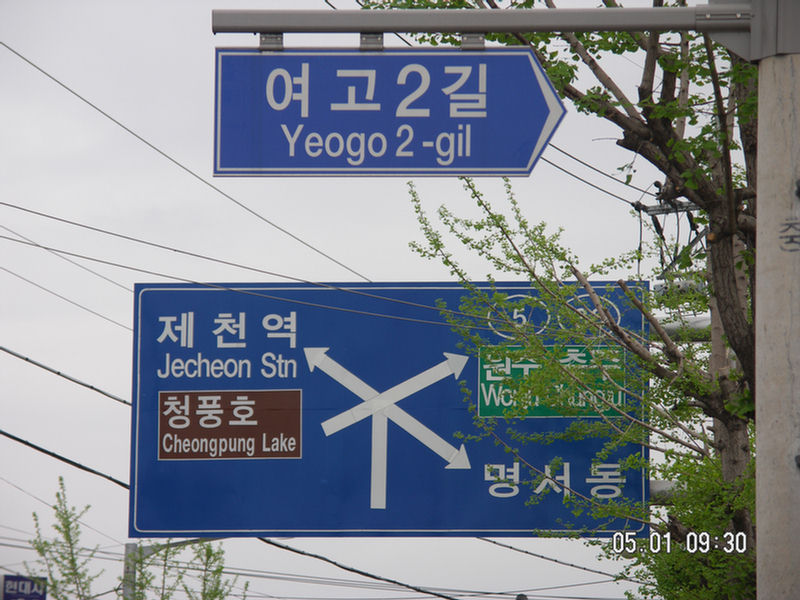 여고2길
Yeogo 2-gil
제천역
Jecheon Stn
청풍호
Cheongpung Lake
5
명서동
05.01 09:30